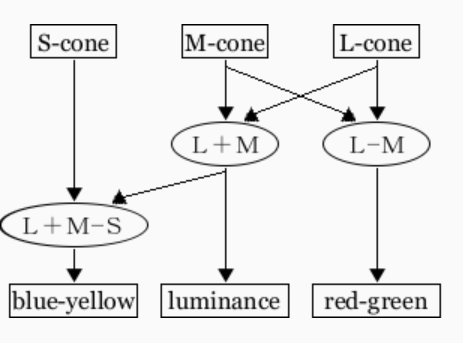 S-cone
M-cone
L-cone
L+M
L-M
L+M-S
blue-yellow
luminance
red-green